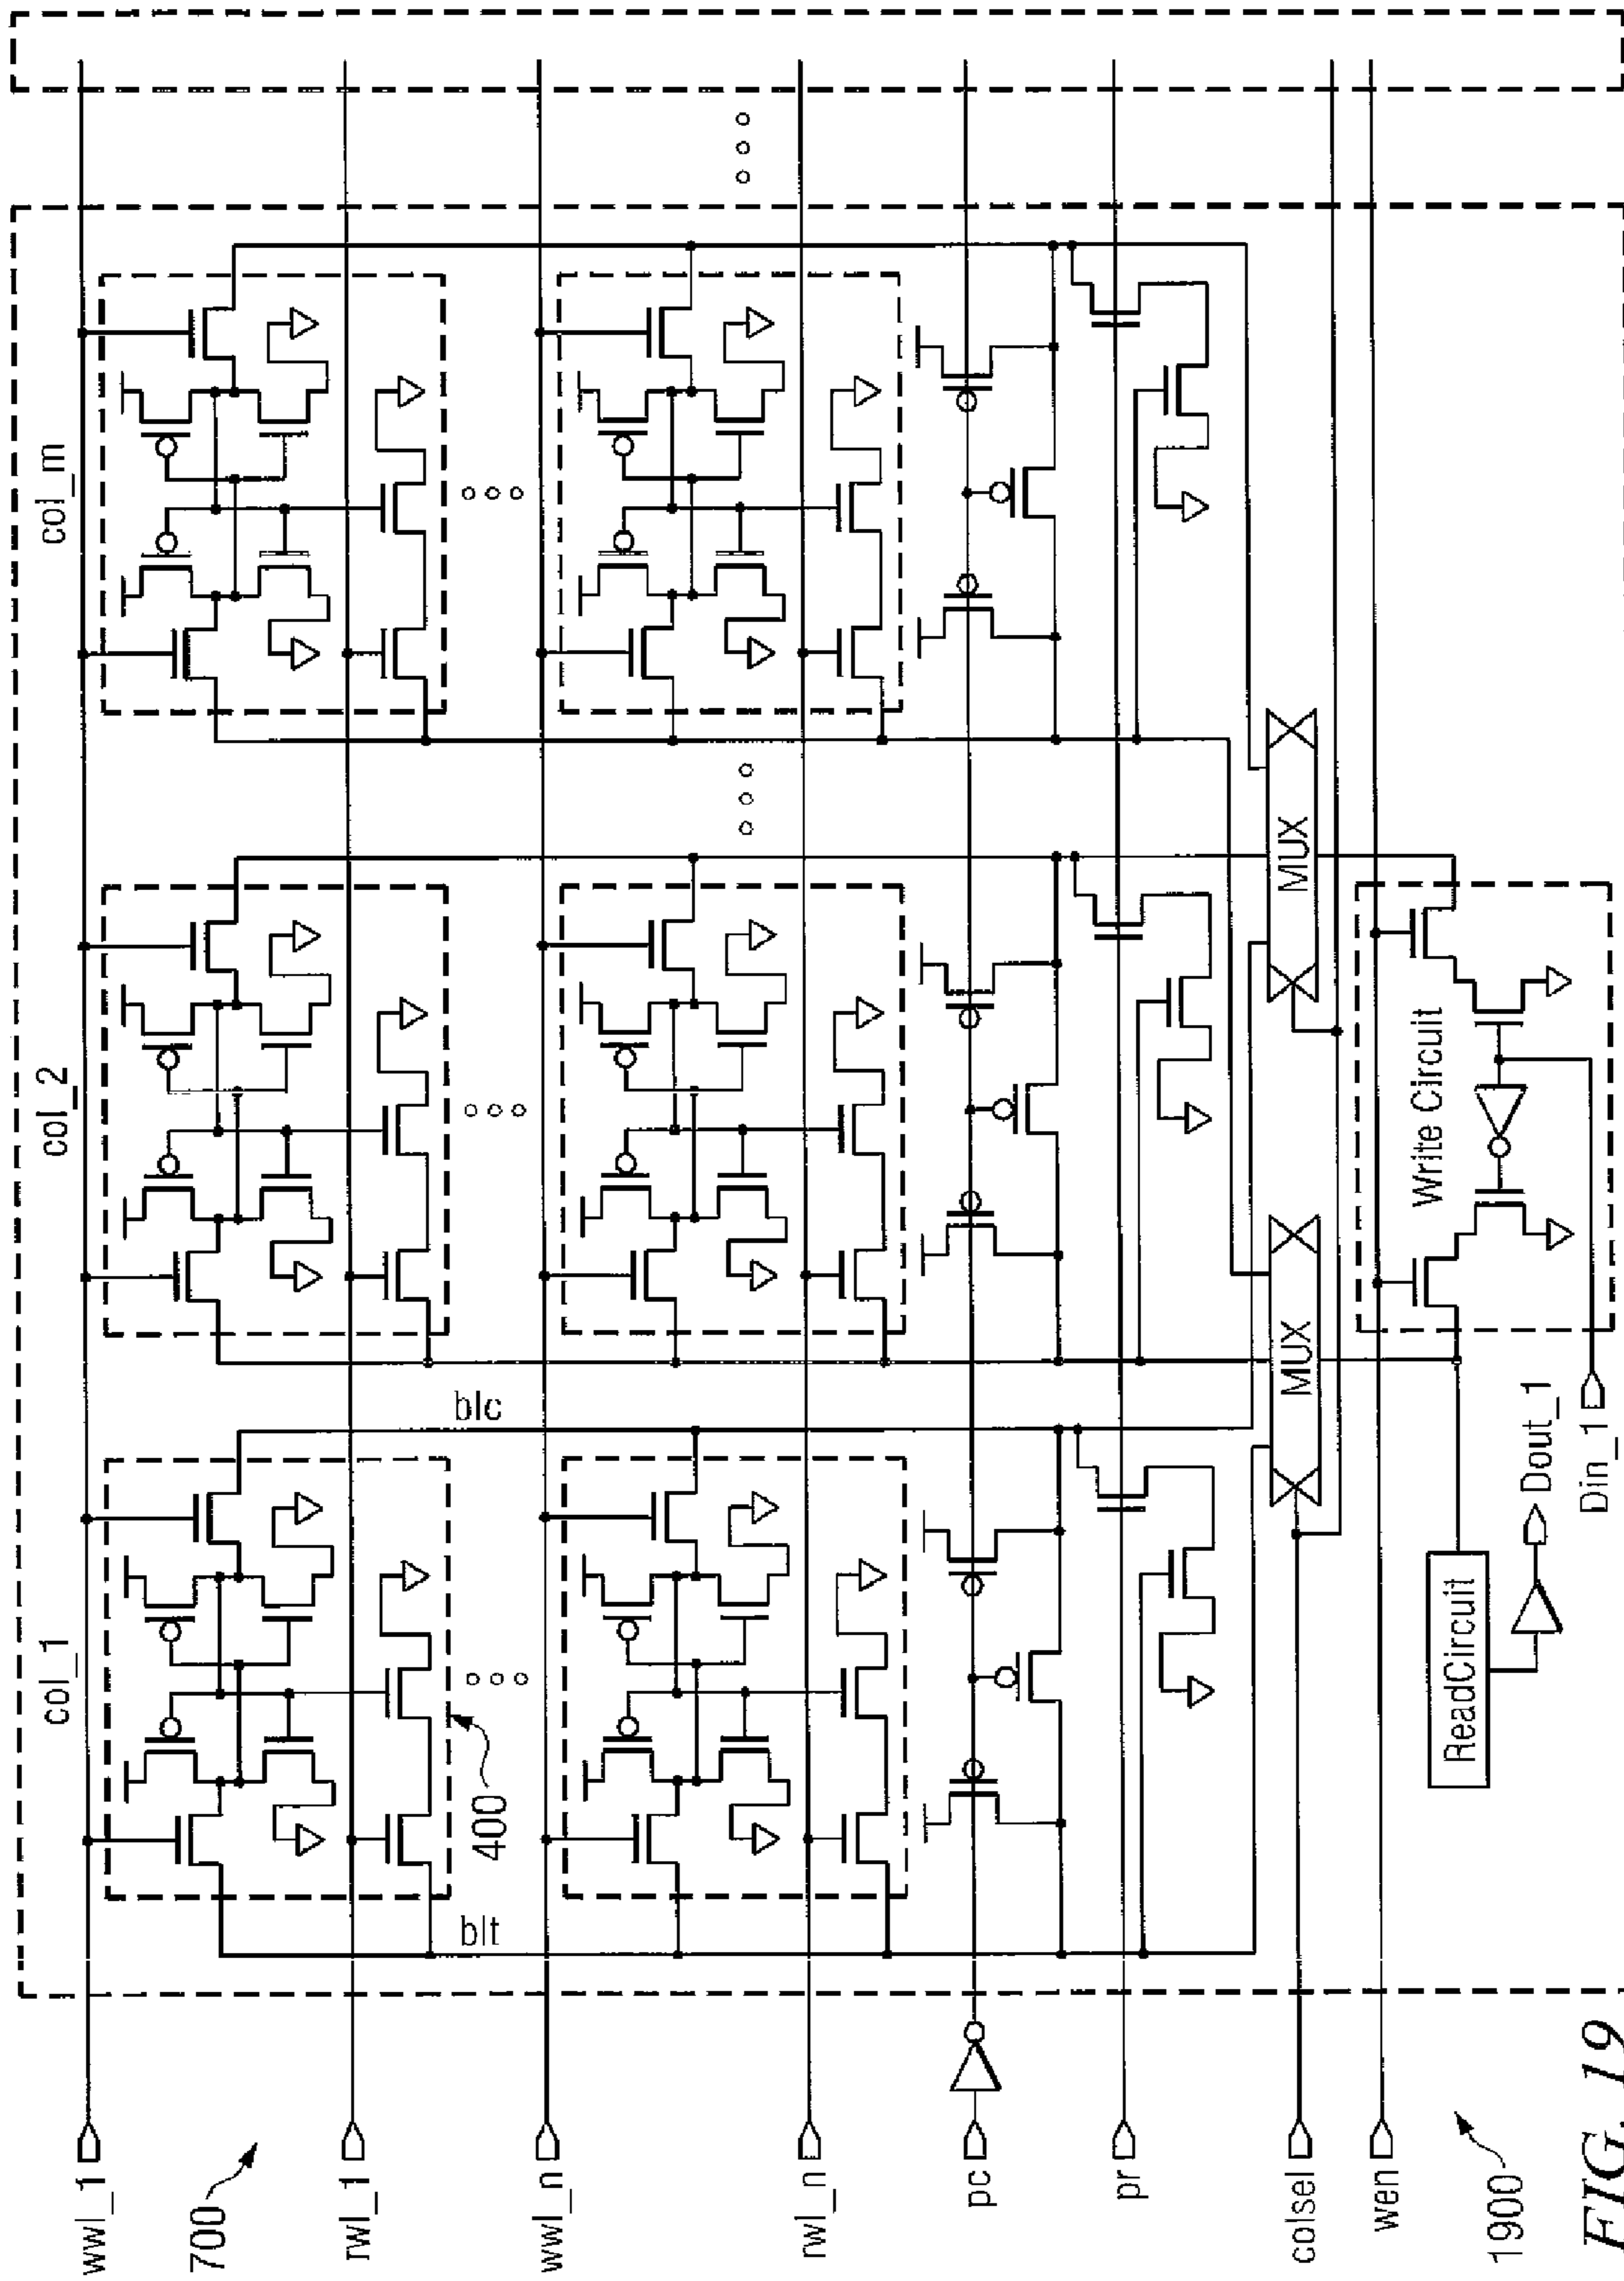 col_1
col_2
col_m
wwl_1
700
rwl_1
400
blt
blc
wwl_n
rwl_n
pc
pr
colsel
MUX
MUX
wen
Write Circuit
ReadCircuit
Dout_1
Din_1
1900
FIG. 19